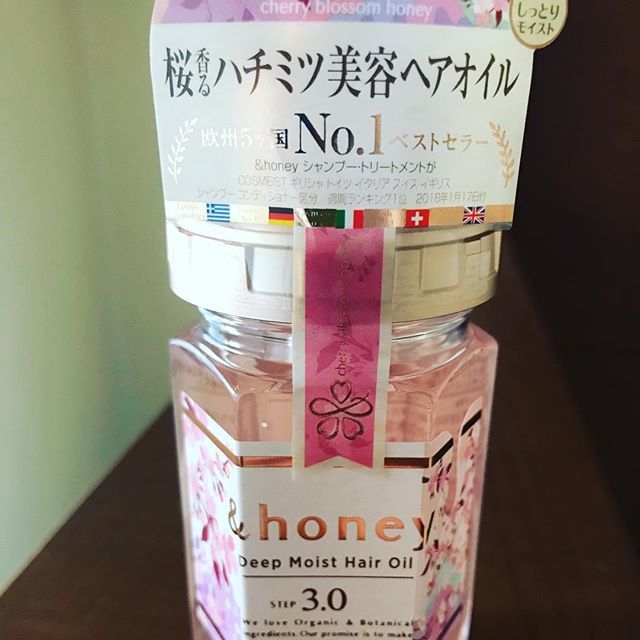 cherry blossom honey
しっとり
モイスト
桜香るハチミツ美容ヘアオイル
欧州5ヶ国No.1ベストセラー
&honey シャンプー・トリートメントが
COSMEIST ギリシャ ドイツ イタリア スイス イギリス
シャンプー コンディショナー区分 週間ランキング1位 2018年1月17日付
cherry blossom honey
&honey
Deep Moist Hair Oil
STEP 3.0
We love Organic & Botanical
ingredients. Our promise is to make